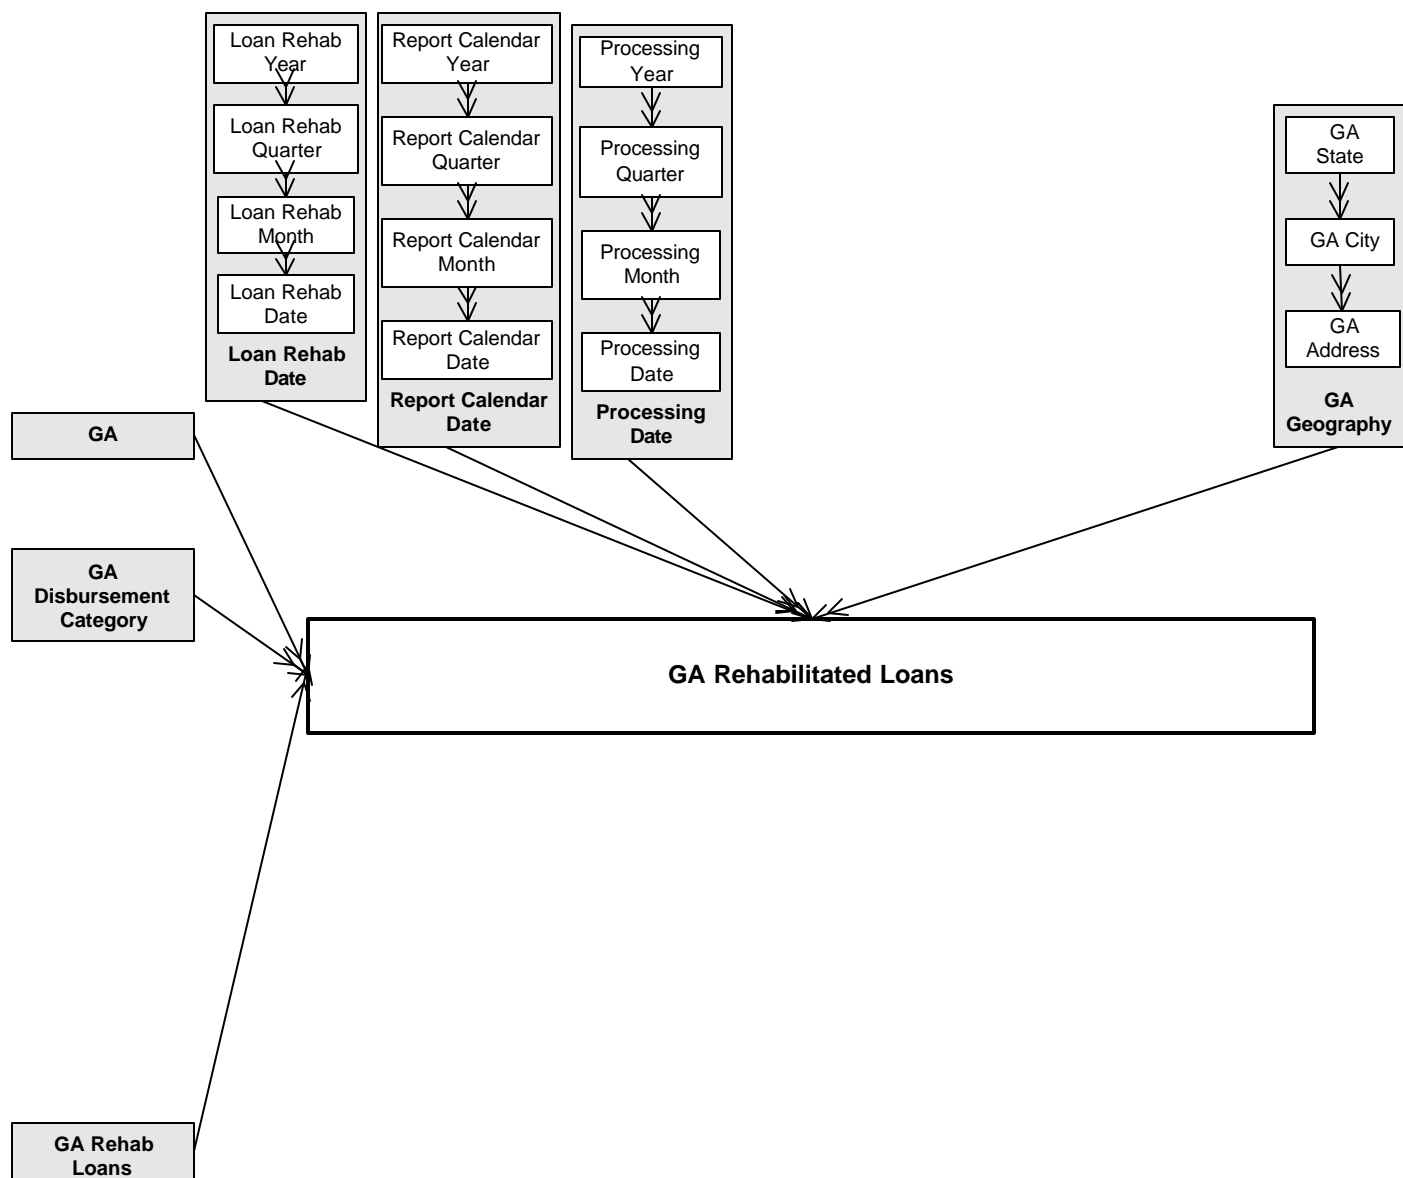 Loan Rehab
Year
Loan Rehab
Quarter
Loan Rehab
Month
Loan Rehab
Date
Loan Rehab
Date
Report Calendar
Year
Report Calendar
Quarter
Report Calendar
Month
Report Calendar
Date
Report Calendar
Date
Processing
Year
Processing
Quarter
Processing
Month
Processing
Date
Processing
Date
GA
State
GA City
GA
Address
GA
Geography
GA
GA
Disbursement
Category
GA Rehabilitated Loans
GA Rehab
Loans